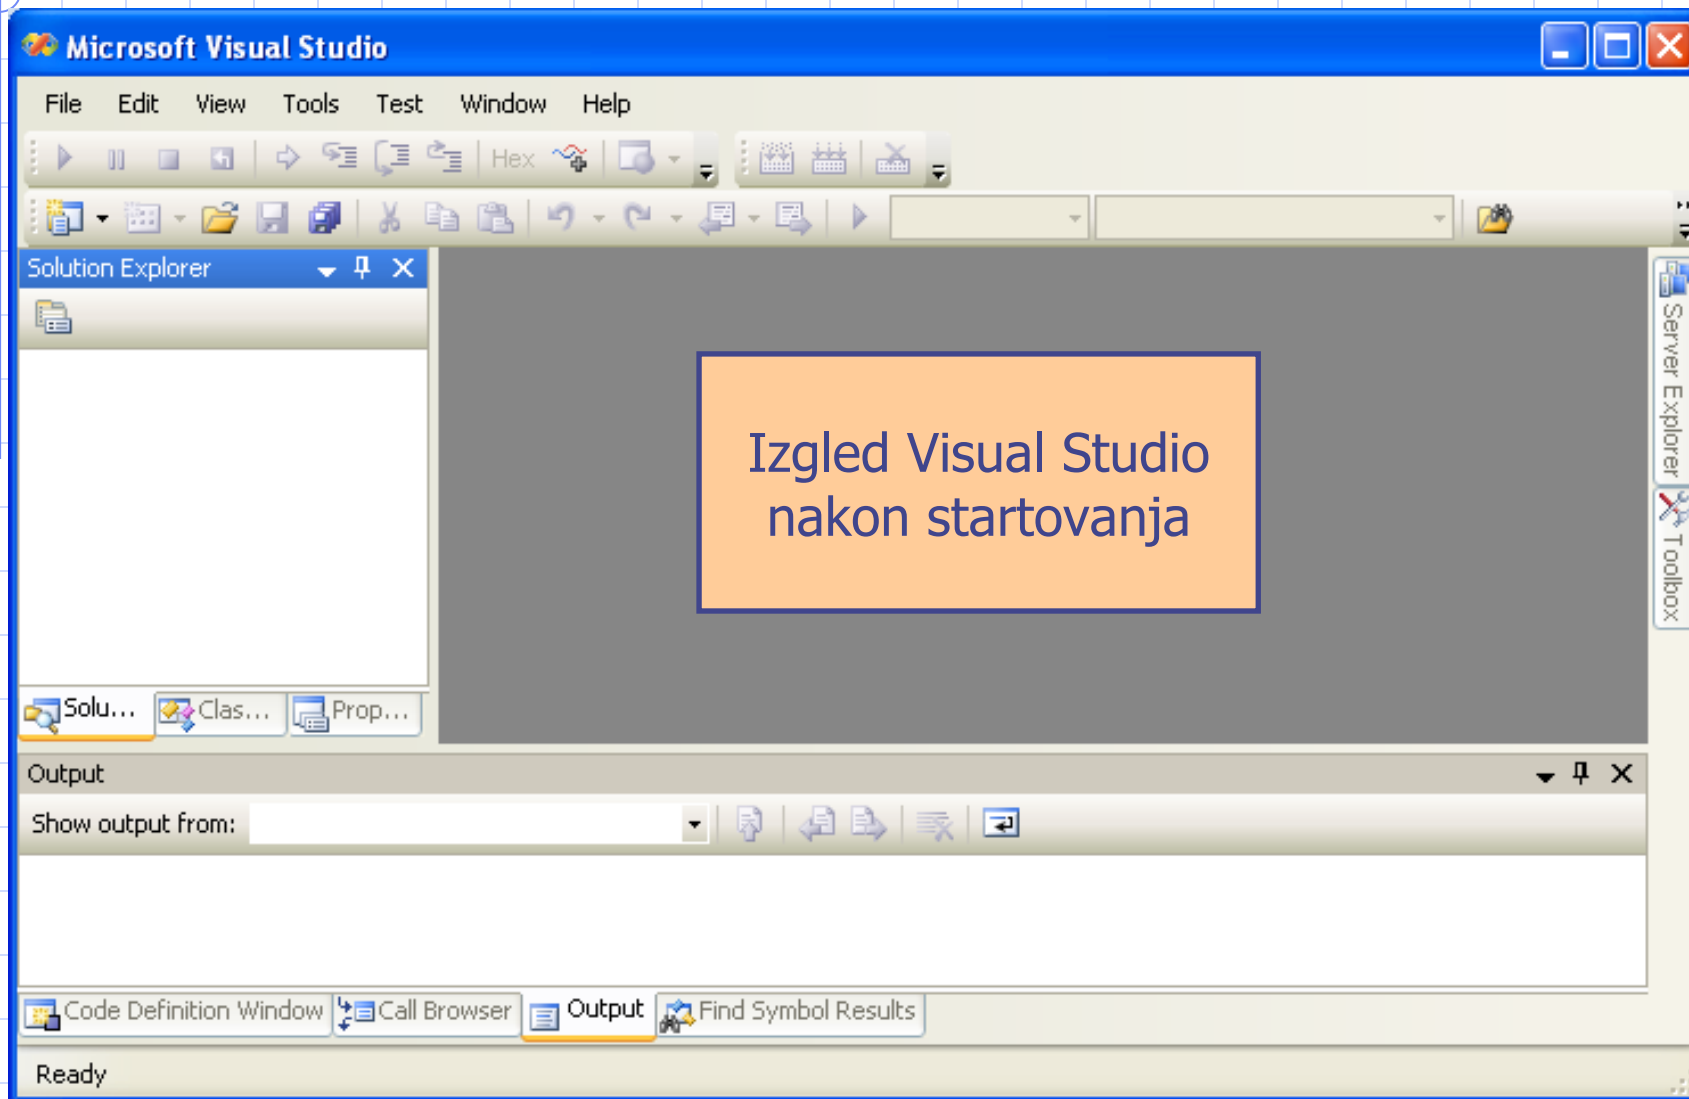 Microsoft Visual Studio
File Edit View Tools Test Window Help
Hex
Solution Explorer
Izgled Visual Studio
nakon startovanja
Server Explorer
Toolbox
Solu... Clas... Prop...
Output
Show output from:
Code Definition Window Call Browser Output Find Symbol Results
Ready